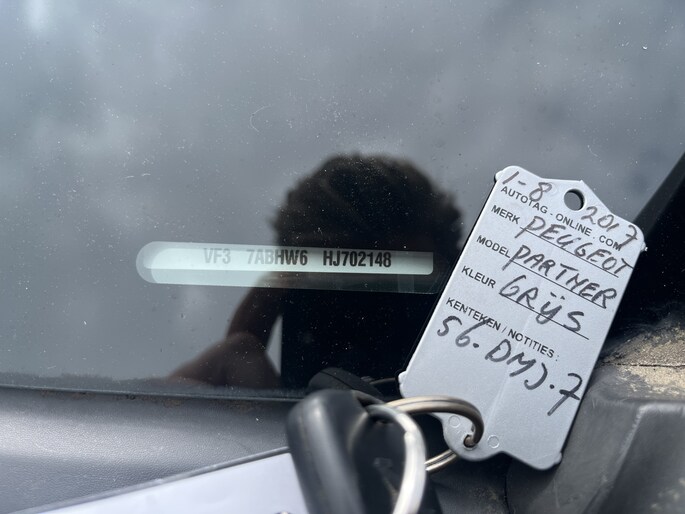 VF3 7ABHW6 HJ702148
1-8 2017
AUTOTAG-ONLINE.COM
MERK PEUGEOT
MODEL PARTNER
KLEUR GRIJS
KENTEKEN / NOTITIES:
56.DMJ.7